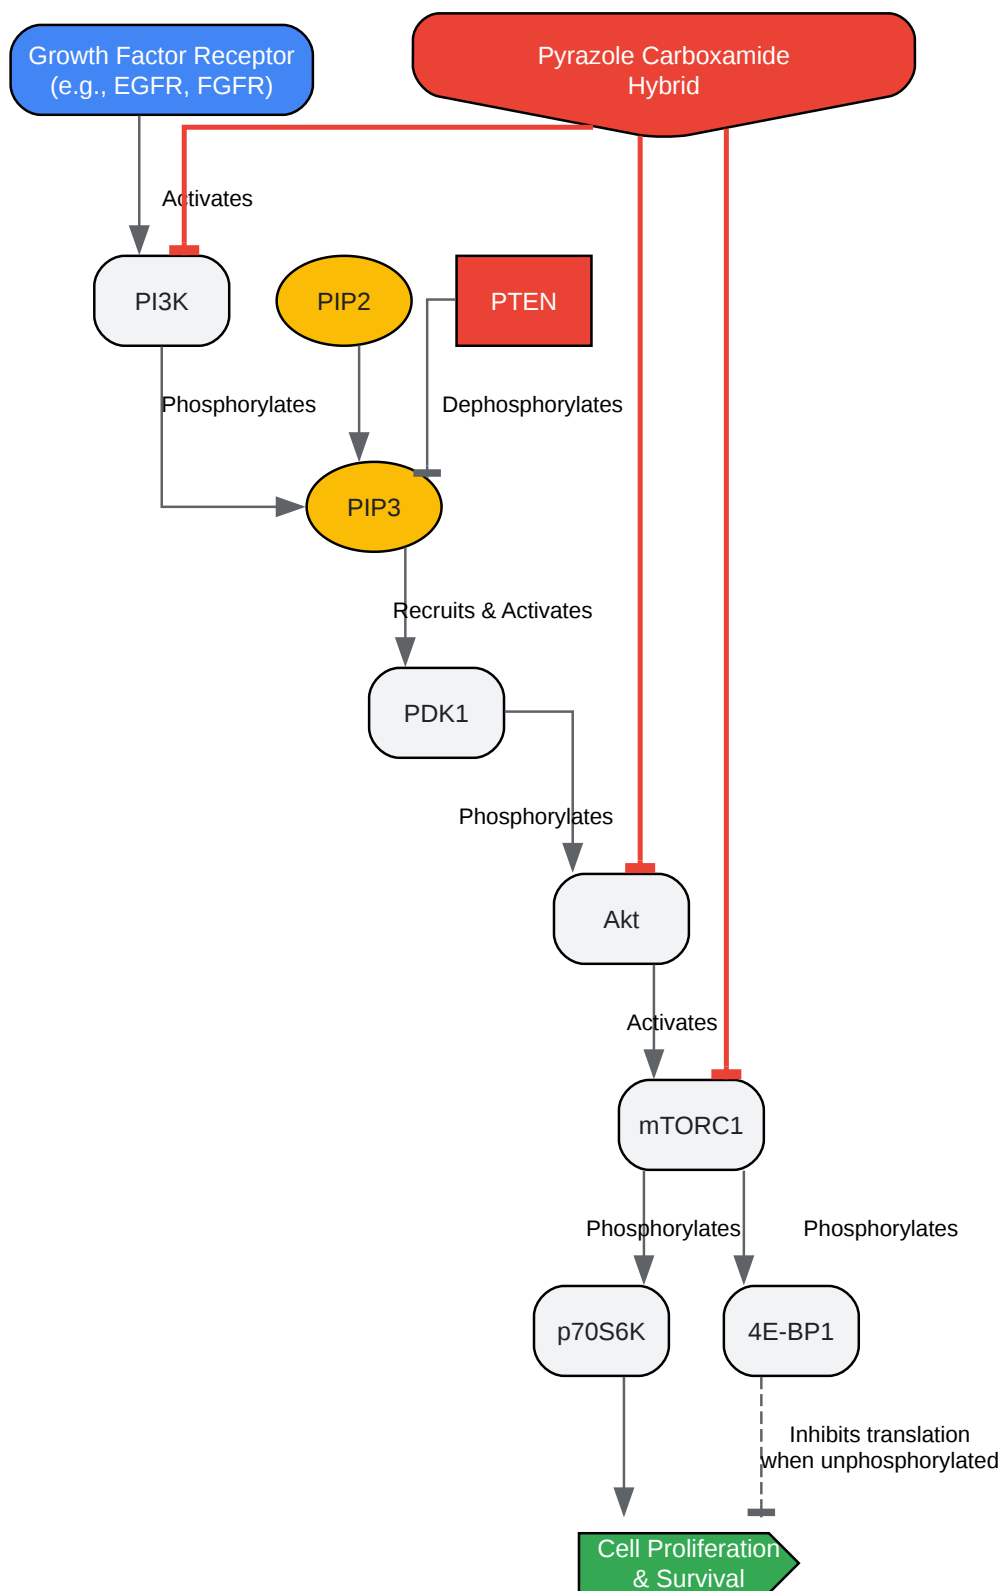 Growth Factor Receptor
(e.g., EGFR, FGFR)
Pyrazole Carboxamide
Hybrid
Activates
PI3K
PIP2
PTEN
Phosphorylates
Dephosphorylates
PIP3
Recruits & Activates
PDK1
Phosphorylates
Akt
Activates
mTORC1
Phosphorylates
Phosphorylates
p70S6K
4E-BP1
Inhibits translation
when unphosphorylated
Cell Proliferation
& Survival